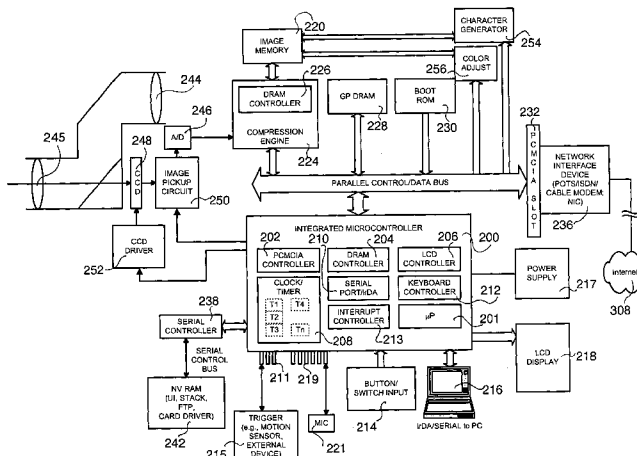 220
IMAGE
MEMORY
CHARACTER
GENERATOR
254
COLOR
ADJUST
256
244
226
DRAM
CONTROLLER
COMPRESSION
ENGINE
224
GP DRAM
228
BOOT
ROM
230
232
PCMCIA SLOT
246
A/D
248
245
CCD
IMAGE
PICKUP
CIRCUIT
250
PARALLEL CONTROL/DATA BUS
NETWORK
INTERFACE
DEVICE
(POTS/ISDN/
CABLE MODEM;
NIC)
236
CCD
DRIVER
252
INTEGRATED MICROCONTROLLER
200
202
210
204
206
PCMCIA
CONTROLLER
DRAM
CONTROLLER
LCD
CONTROLLER
CLOCK/
TIMER
T1
T2
T3
T4
Tn
208
SERIAL
PORT/IrDA
KEYBOARD
CONTROLLER
212
INTERRUPT
CONTROLLER
213
µP
201
POWER
SUPPLY
217
Internet
308
238
SERIAL
CONTROLLER
SERIAL
CONTROL
BUS
211
219
LCD
DISPLAY
218
NV RAM
(UI, STACK,
FTP,
CARD DRIVER)
242
TRIGGER
(e.g., MOTION
SENSOR,
EXTERNAL
DEVICE)
215
MIC
221
BUTTON/
SWITCH INPUT
214
216
IrDA/SERIAL to PC